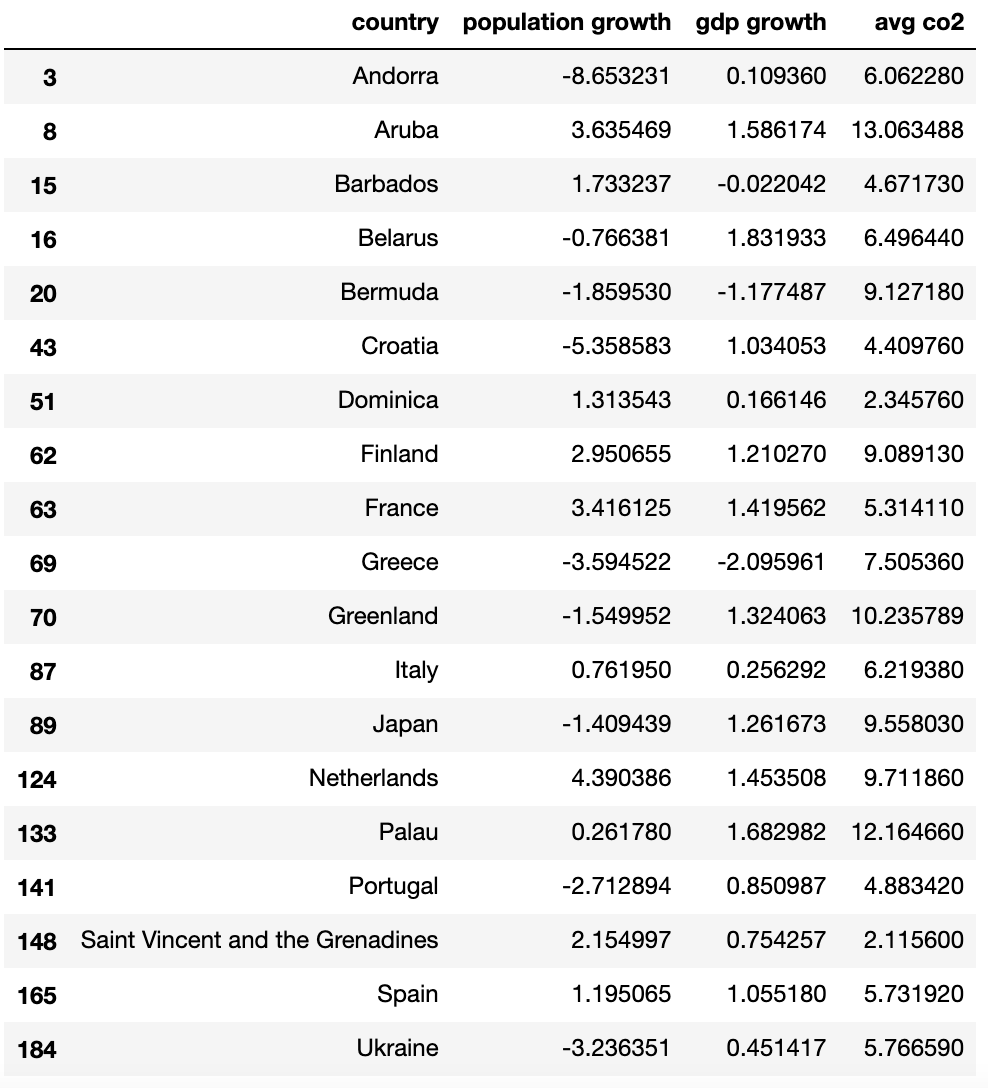 country population growth gdp growth avg co2
3 Andorra -8.653231 0.109360 6.062280
8 Aruba 3.635469 1.586174 13.063488
15 Barbados 1.733237 -0.022042 4.671730
16 Belarus -0.766381 1.831933 6.496440
20 Bermuda -1.859530 -1.177487 9.127180
43 Croatia -5.358583 1.034053 4.409760
51 Dominica 1.313543 0.166146 2.345760
62 Finland 2.950655 1.210270 9.089130
63 France 3.416125 1.419562 5.314110
69 Greece -3.594522 -2.095961 7.505360
70 Greenland -1.549952 1.324063 10.235789
87 Italy 0.761950 0.256292 6.219380
89 Japan -1.409439 1.261673 9.558030
124 Netherlands 4.390386 1.453508 9.711860
133 Palau 0.261780 1.682982 12.164660
141 Portugal -2.712894 0.850987 4.883420
148 Saint Vincent and the Grenadines 2.154997 0.754257 2.115600
165 Spain 1.195065 1.055180 5.731920
184 Ukraine -3.236351 0.451417 5.766590